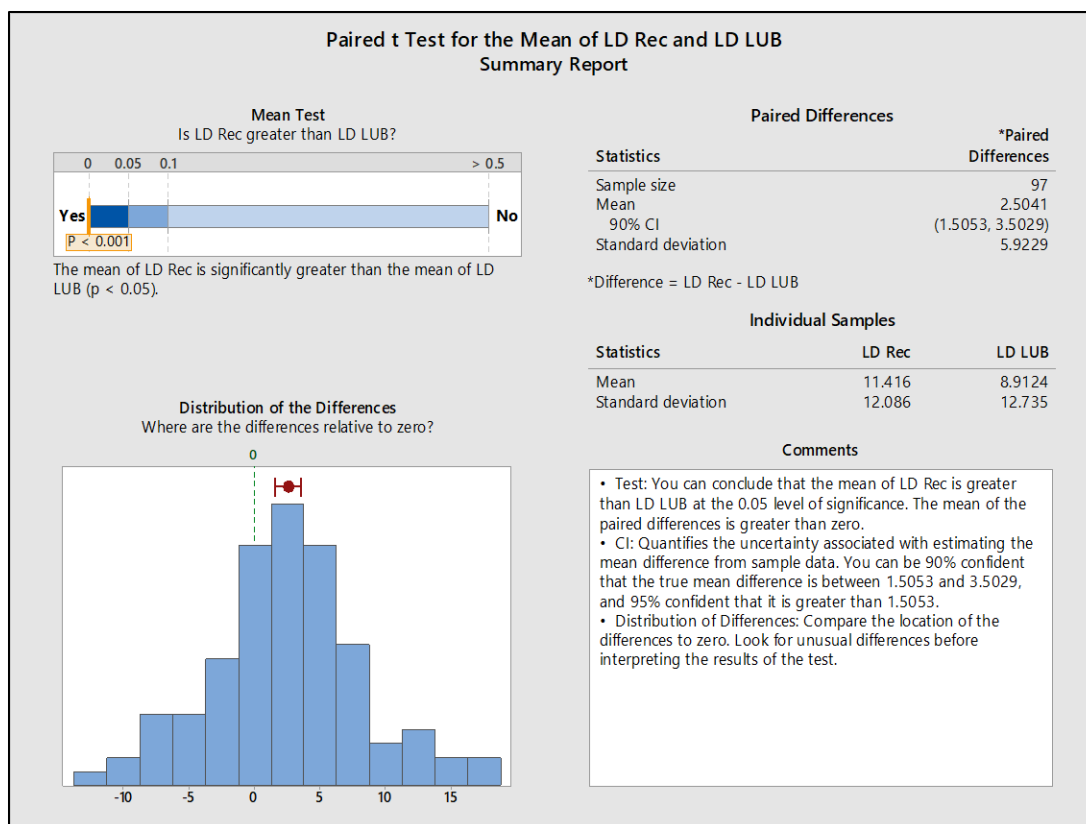 Paired t Test for the Mean of LD Rec and LD LUB
Summary Report
Mean Test
Is LD Rec greater than LD LUB?
0 0.05 0.1 > 0.5
Yes No
P < 0.001
The mean of LD Rec is significantly greater than the mean of LD
LUB (p < 0.05).
Paired Differences
*Paired
Statistics Differences
Sample size 97
Mean 2.5041
90% CI (1.5053, 3.5029)
Standard deviation 5.9229
*Difference = LD Rec - LD LUB
Individual Samples
Statistics LD Rec LD LUB
Mean 11.416 8.9124
Standard deviation 12.086 12.735
Distribution of the Differences
Where are the differences relative to zero?
0
-10 -5 0 5 10 15
Comments
• Test: You can conclude that the mean of LD Rec is greater
than LD LUB at the 0.05 level of significance. The mean of the
paired differences is greater than zero.
• CI: Quantifies the uncertainty associated with estimating the
mean difference from sample data. You can be 90% confident
that the true mean difference is between 1.5053 and 3.5029,
and 95% confident that it is greater than 1.5053.
• Distribution of Differences: Compare the location of the
differences to zero. Look for unusual differences before
interpreting the results of the test.